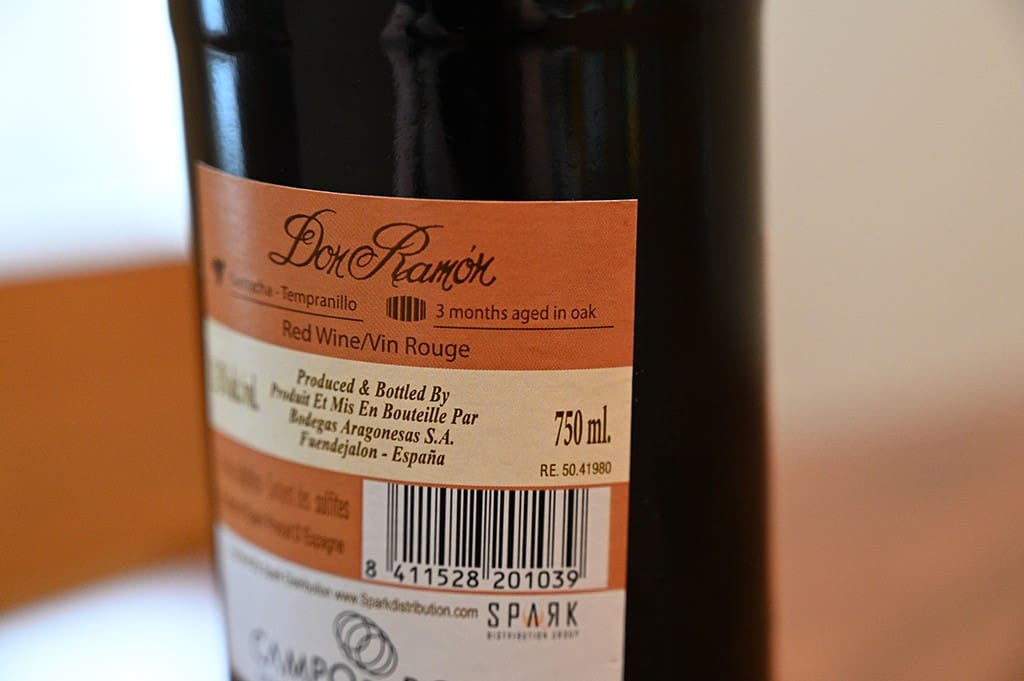 Don Ramón
Garnacha - Tempranillo
3 months aged in oak
Red Wine/Vin Rouge
Produced & Bottled By
Produit Et Mis En Bouteille Par
Bodegas Aragonesas S.A.
Fuendejalon - España
750 ml.
RE. 50.41980
sulfites
D'Espagne
8 411528 201039
www.Sparkdistribution.com
SPARK
DISTRIBUTION GROUP